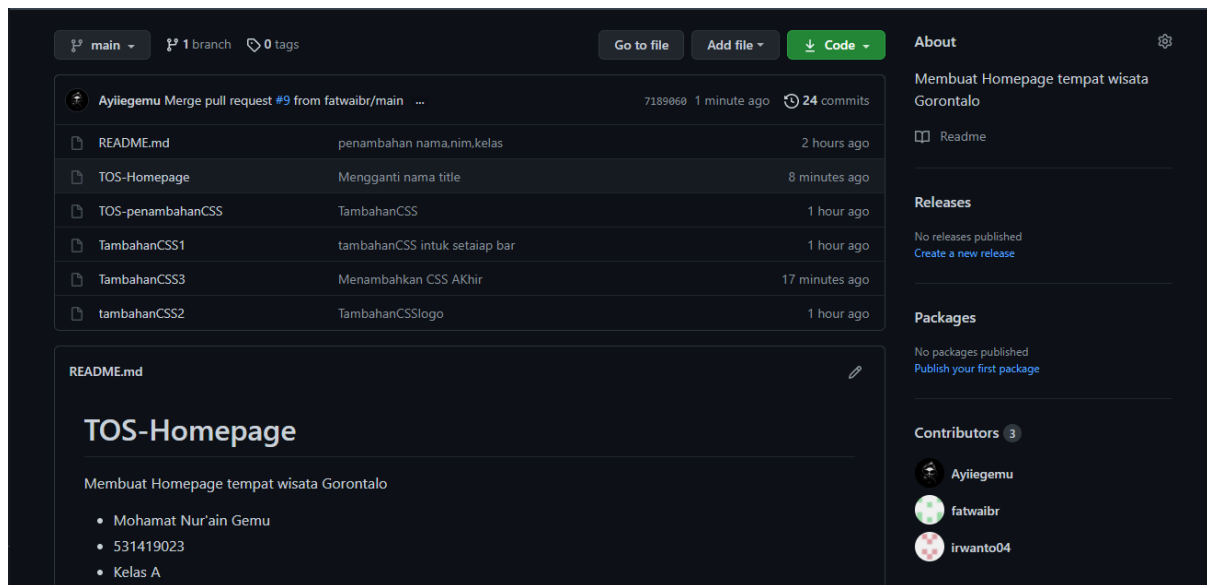 main 1 branch 0 tags Go to file Add file Code
Ayiiegemu Merge pull request #9 from fatwaibr/main ... 7189060 1 minute ago 24 commits
README.md penambahan nama,nim,kelas 2 hours ago
TOS-Homepage Mengganti nama title 8 minutes ago
TOS-penambahanCSS TambahanCSS 1 hour ago
TambahanCSS1 tambahanCSS intuk setaiap bar 1 hour ago
TambahanCSS3 Menambahkan CSS AKhir 17 minutes ago
tambahanCSS2 TambahanCSSlogo 1 hour ago
README.md
TOS-Homepage
Membuat Homepage tempat wisata Gorontalo
• Mohamat Nur'ain Gemu
• 531419023
• Kelas A
About
Membuat Homepage tempat wisata
Gorontalo
Readme
Releases
No releases published
Create a new release
Packages
No packages published
Publish your first package
Contributors 3
Ayiiegemu
fatwaibr
irwanto04